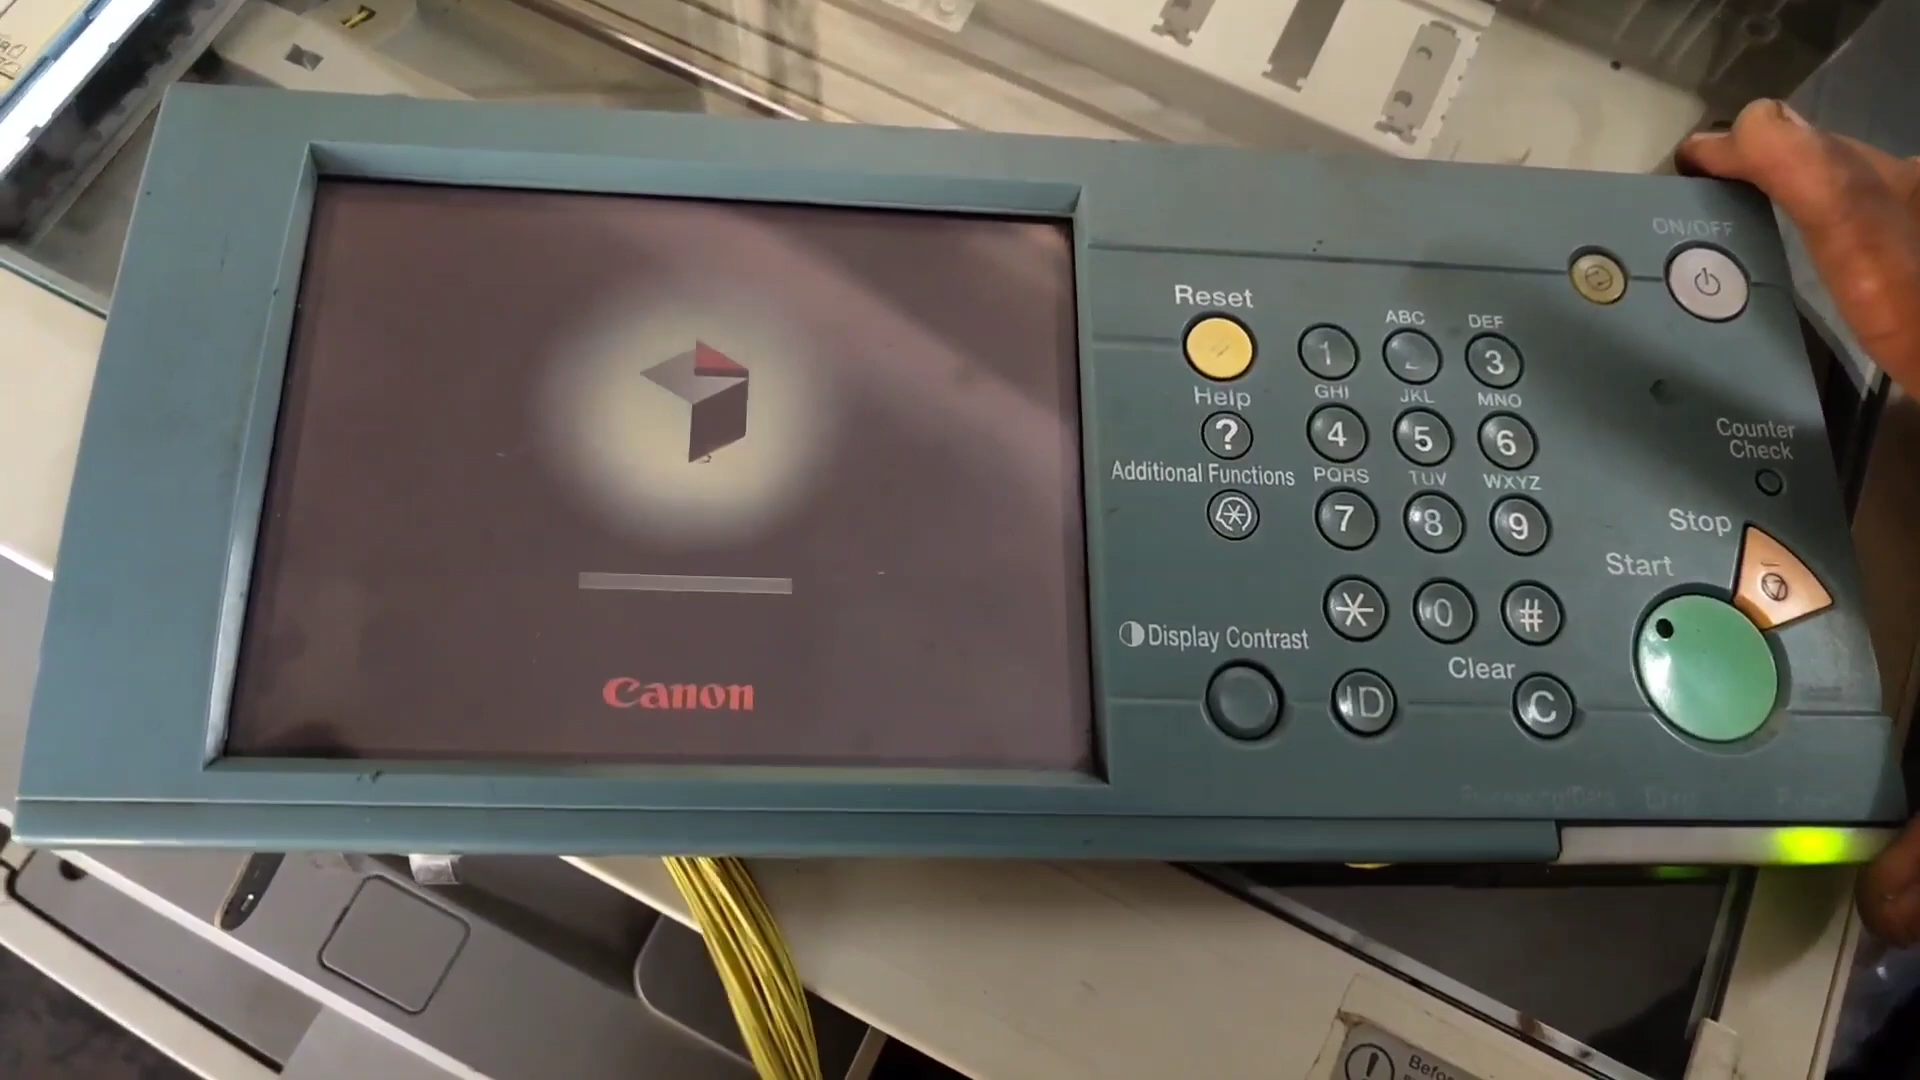 ON/OFF
Reset
1
ABC
2
DEF
3
Help
?
GHI
4
JKL
5
MNO
6
Counter
Check
Additional Functions
PQRS
7
TUV
8
WXYZ
9
Stop
Start
*
0
#
Display Contrast
Clear
ID
C
Canon